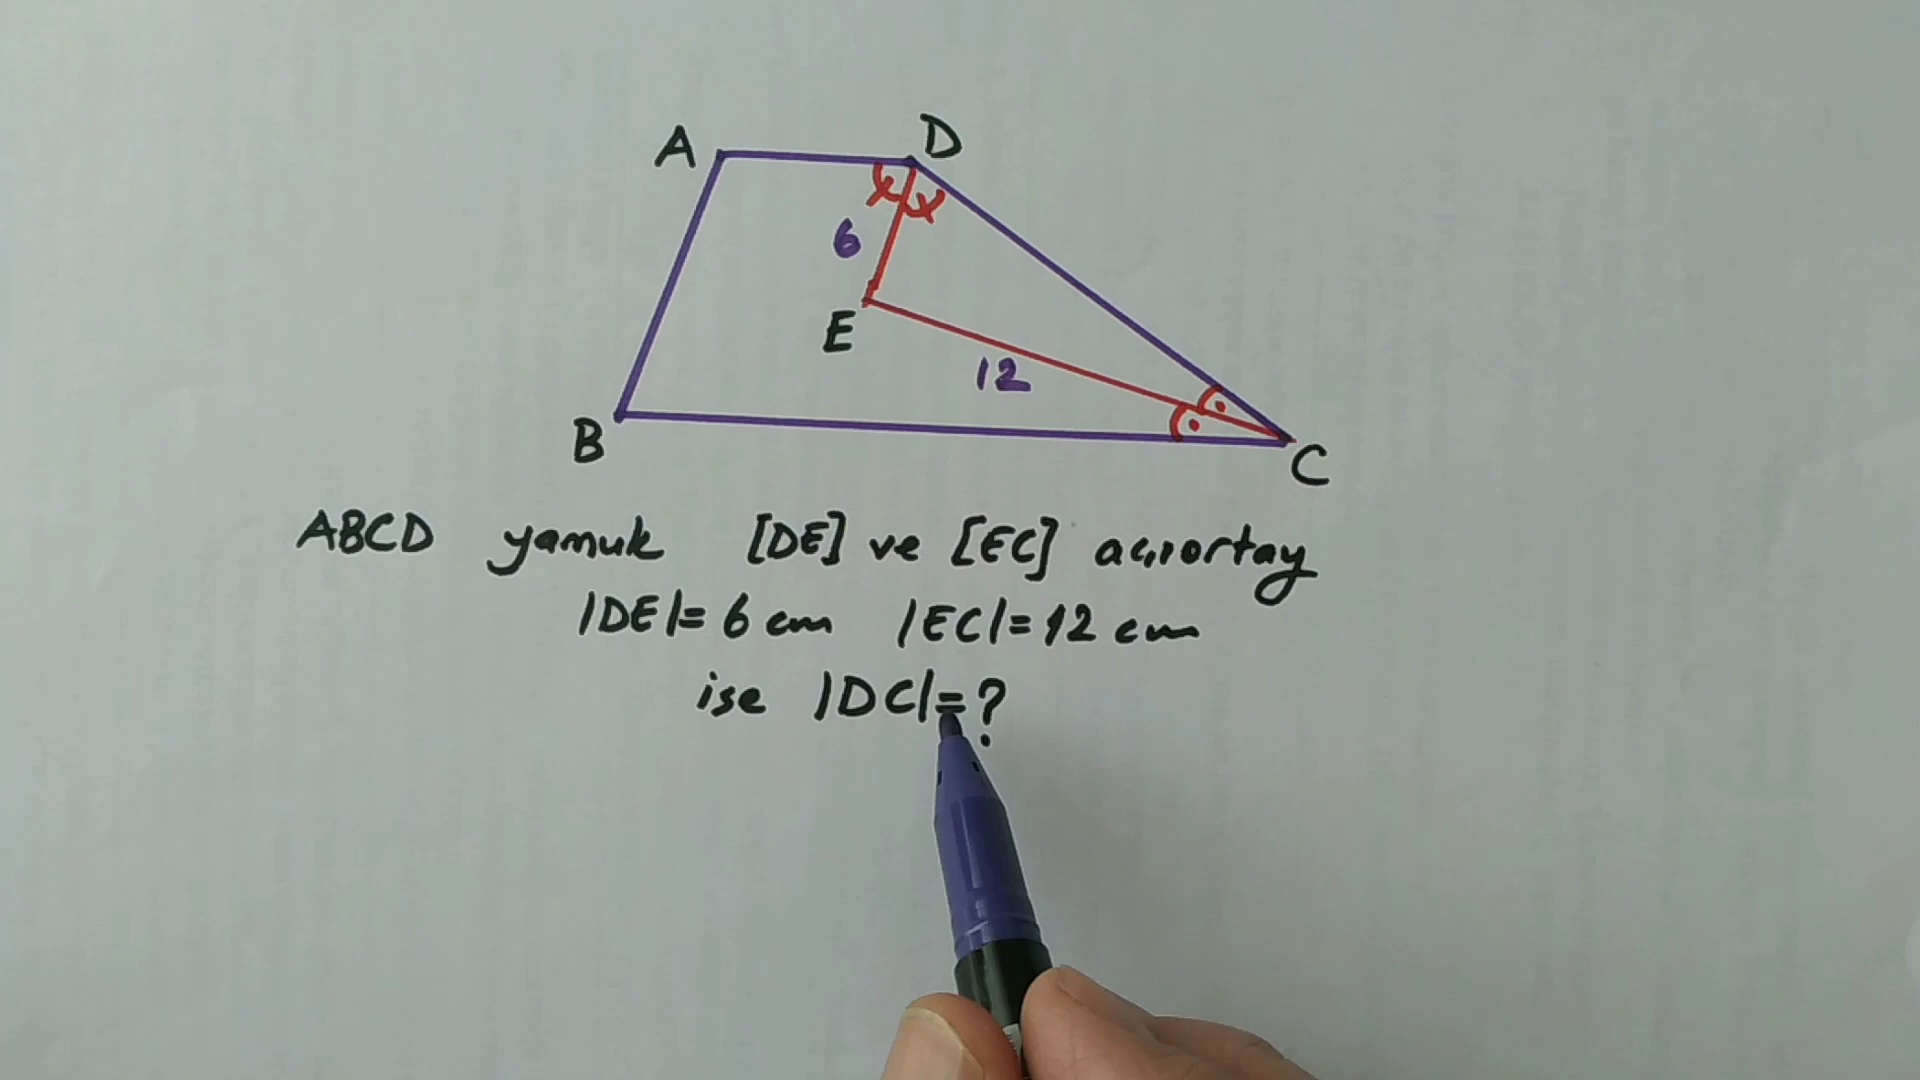 A D
x x
6
E
12
B
C
ABCD yamuk [DE] ve [EC] açıortay
|DE|= 6 cm |EC|= 12 cm
ise |DC|= ?